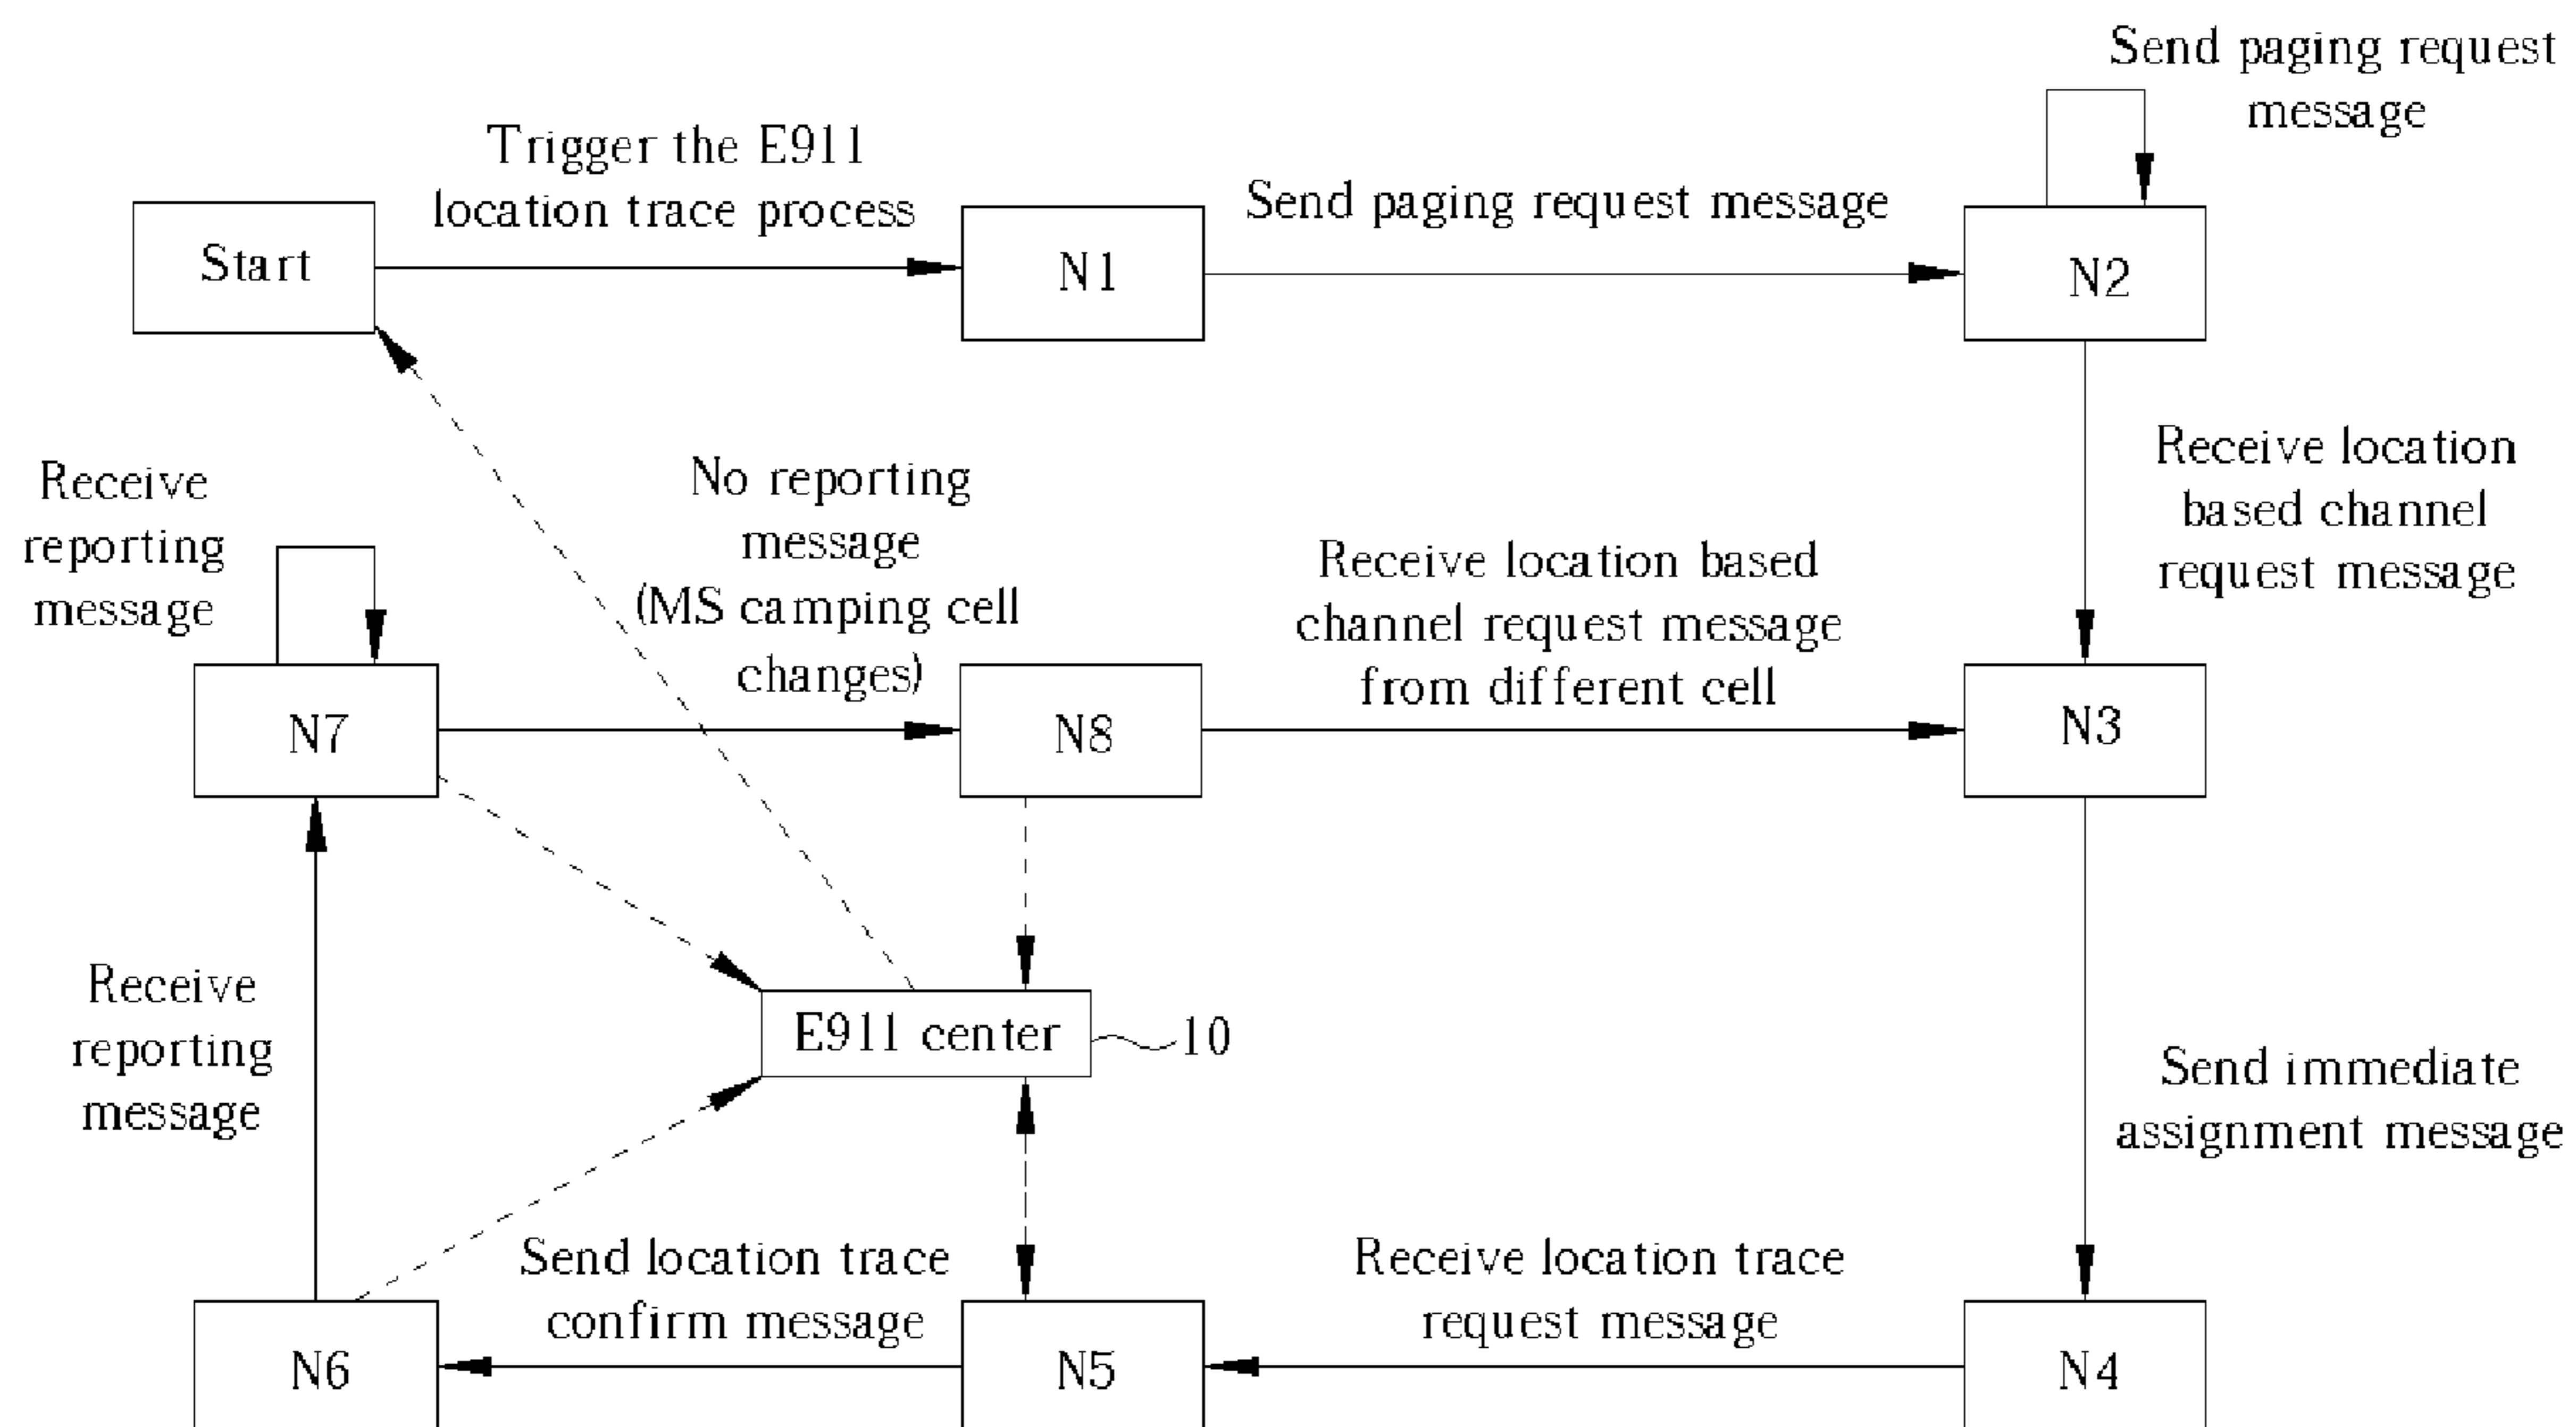 Send paging request
message
Trigger the E911
location trace process
Send paging request message
Start
N1
N2
Receive
reporting
message
No reporting
message
(MS camping cell
changes)
Receive location based
channel request message
from different cell
Receive location
based channel
request message
N7
N8
N3
Receive
reporting
message
E911 center
10
Send immediate
assignment message
Send location trace
confirm message
Receive location trace
request message
N6
N5
N4